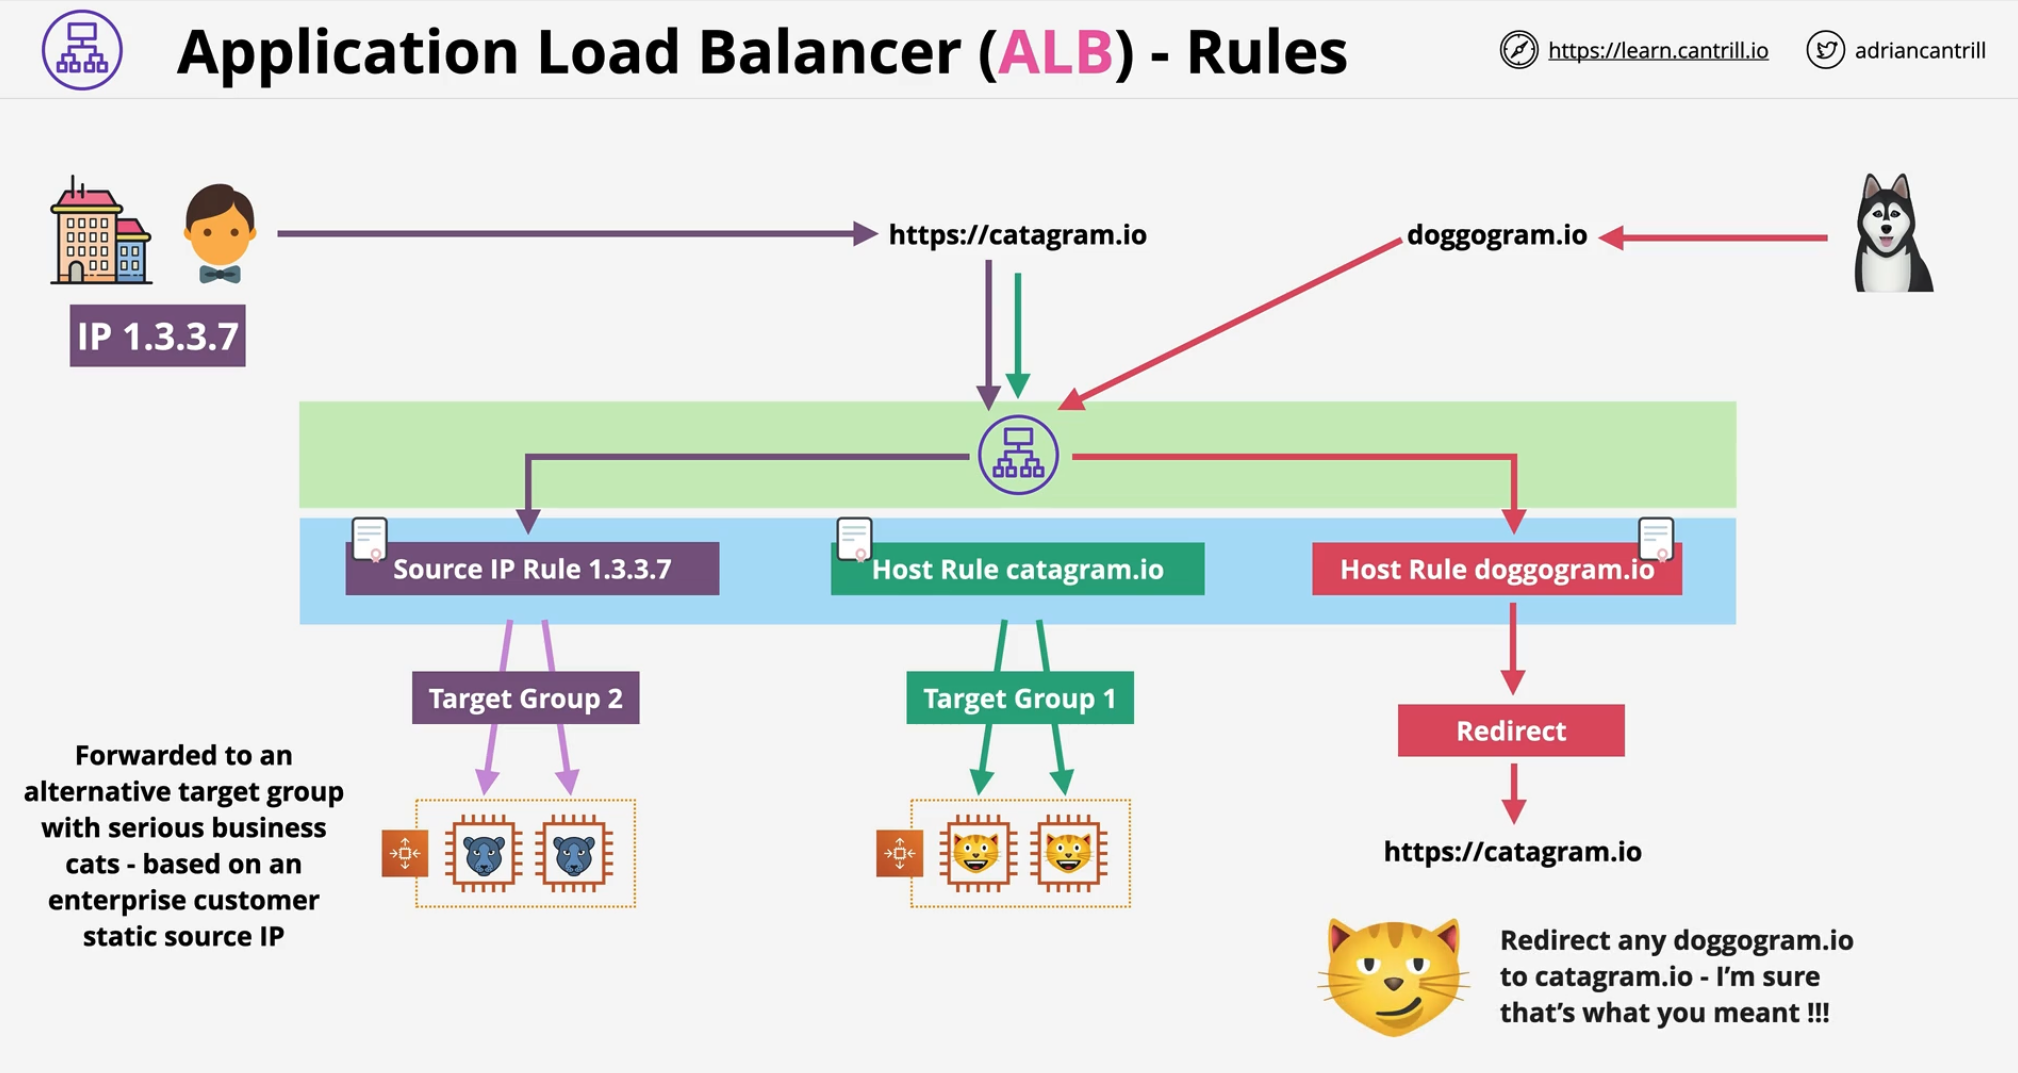 Application Load Balancer (ALB) - Rules
https://learn.cantrill.io
adriancantrill
https://catagram.io
doggogram.io
IP 1.3.3.7
Source IP Rule 1.3.3.7
Host Rule catagram.io
Host Rule doggogram.io
Target Group 2
Target Group 1
Redirect
Forwarded to an
alternative target group
with serious business
cats - based on an
enterprise customer
static source IP
https://catagram.io
Redirect any doggogram.io
to catagram.io - I’m sure
that’s what you meant !!!